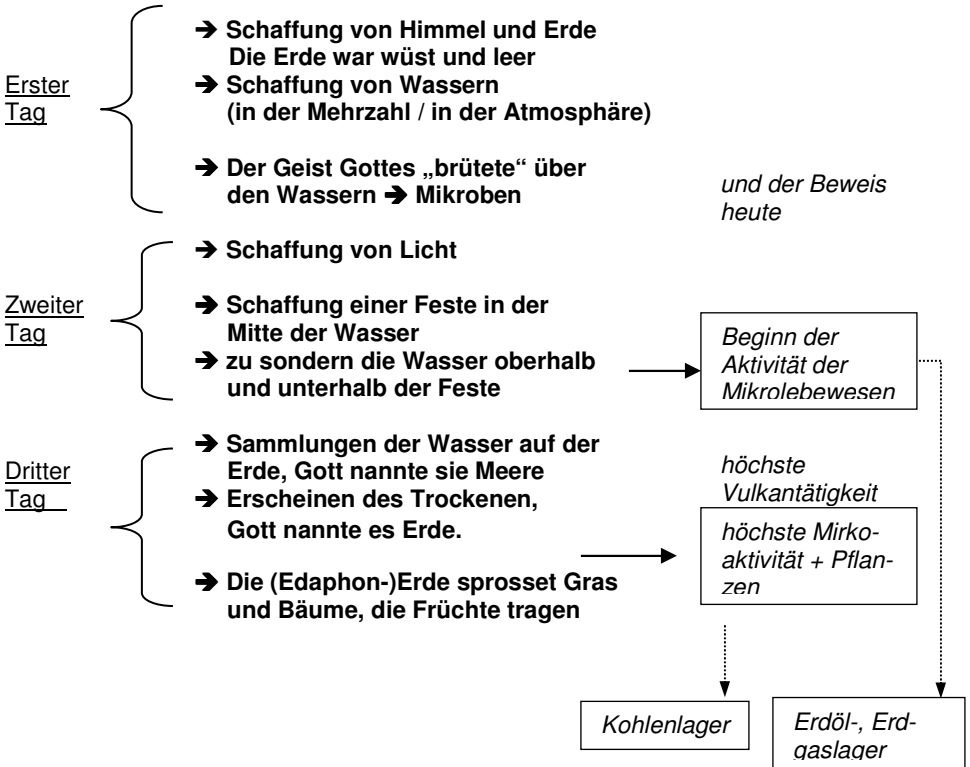 Erster
Tag
➔ Schaffung von Himmel und Erde
Die Erde war wüst und leer
➔ Schaffung von Wassern
(in der Mehrzahl / in der Atmosphäre)
➔ Der Geist Gottes „brütete“ über
den Wassern ➔ Mikroben
und der Beweis
heute
Zweiter
Tag
➔ Schaffung von Licht
➔ Schaffung einer Feste in der
Mitte der Wasser
➔ zu sondern die Wasser oberhalb
und unterhalb der Feste
Beginn der
Aktivität der
Mikrolebewesen
Dritter
Tag
➔ Sammlungen der Wasser auf der
Erde, Gott nannte sie Meere
➔ Erscheinen des Trockenen,
Gott nannte es Erde.
➔ Die (Edaphon-)Erde sprosset Gras
und Bäume, die Früchte tragen
höchste
Vulkantätigkeit
höchste Mirko-
aktivität + Pflan-
zen
Kohlenlager
Erdöl-, Erd-
gaslager